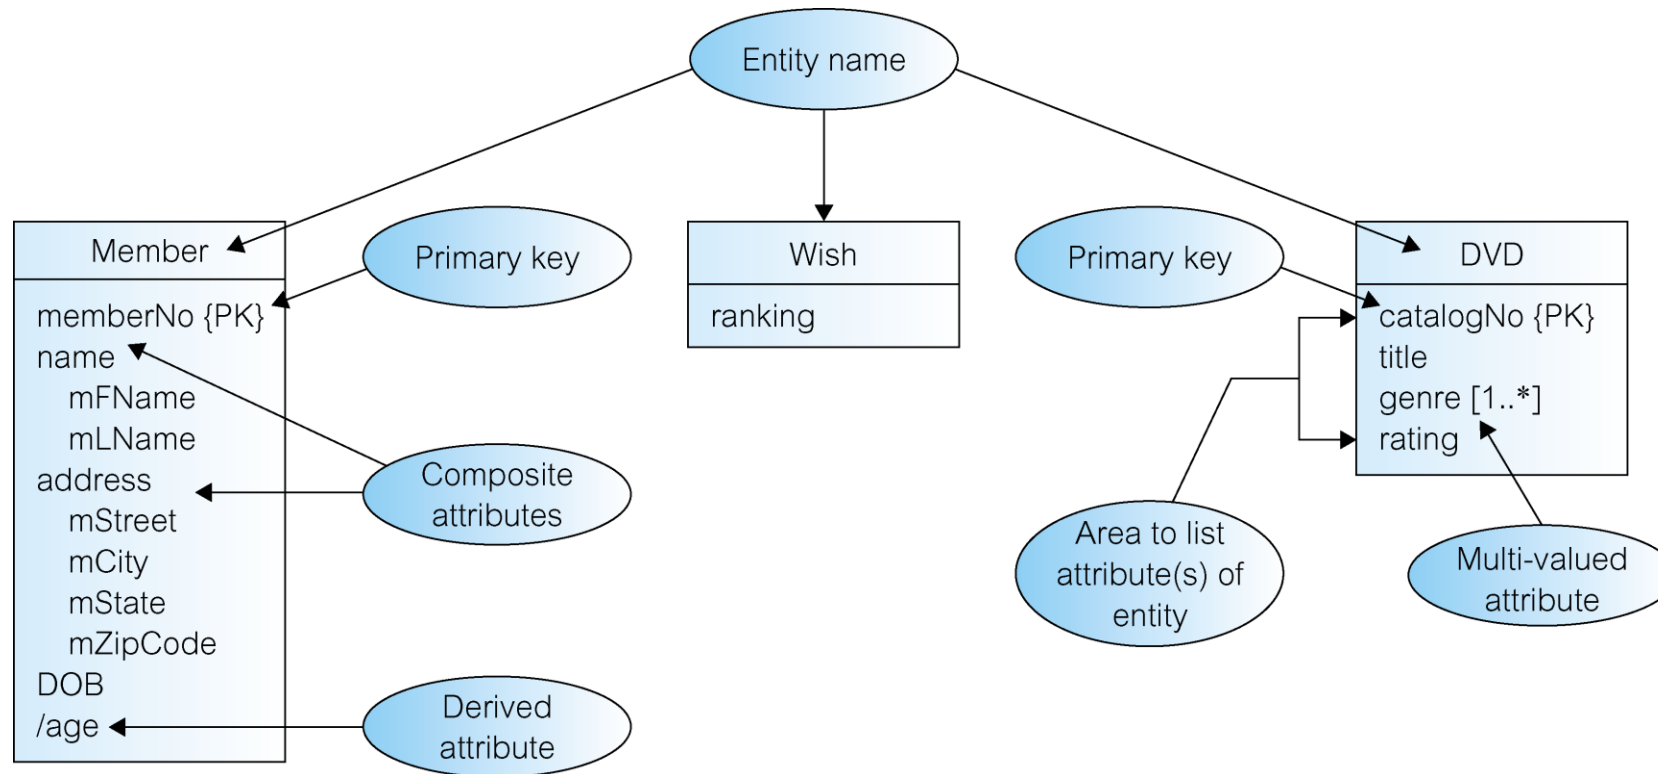 Entity name
Member
Primary key
Wish
Primary key
DVD
memberNo {PK}
name
mFName
mLName
address
mStreet
mCity
mState
mZipCode
DOB
/age
ranking
catalogNo {PK}
title
genre [1..*]
rating
Composite
attributes
Area to list
attribute(s) of
entity
Multi-valued
attribute
Derived
attribute